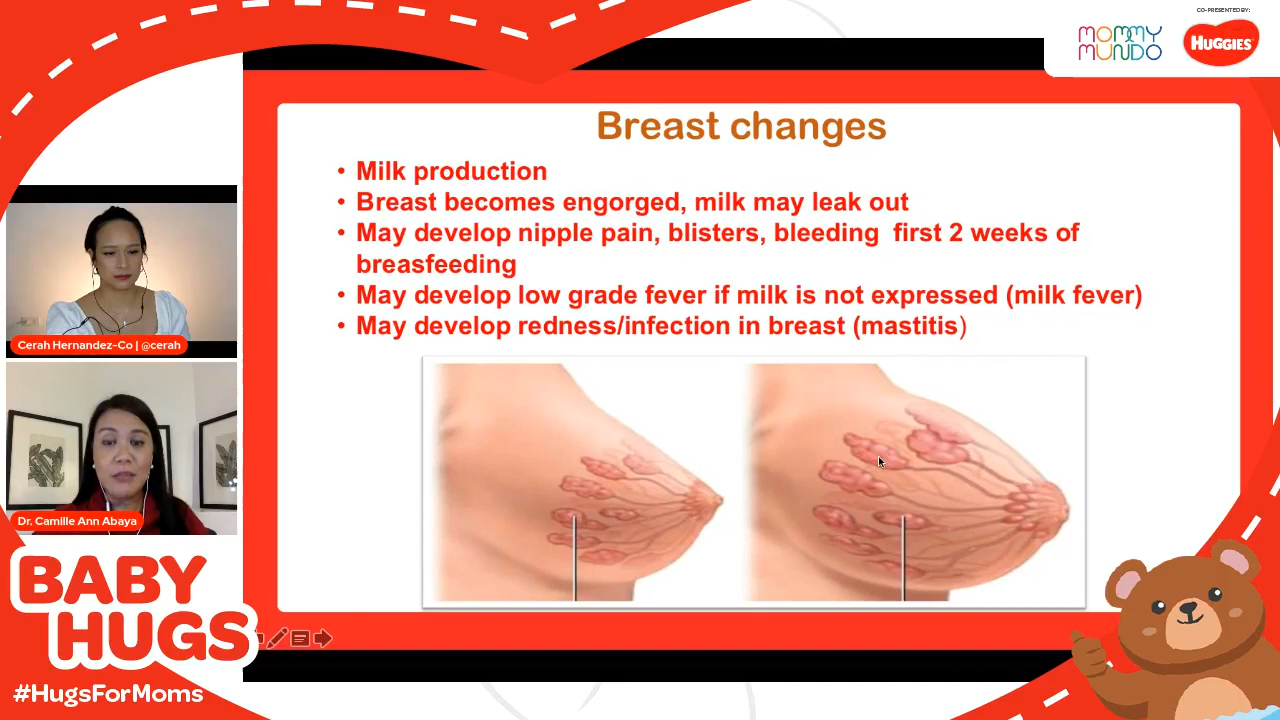 CO-PRESENTED BY:
MOMMY
MUNDO
HUGGIES
Breast changes
• Milk production
• Breast becomes engorged, milk may leak out
• May develop nipple pain, blisters, bleeding first 2 weeks of
breasfeeding
• May develop low grade fever if milk is not expressed (milk fever)
• May develop redness/infection in breast (mastitis)
Cerah Hernandez-Co | @cerah
Dr. Camille Ann Abaya
BABY
HUGS
#HugsForMoms